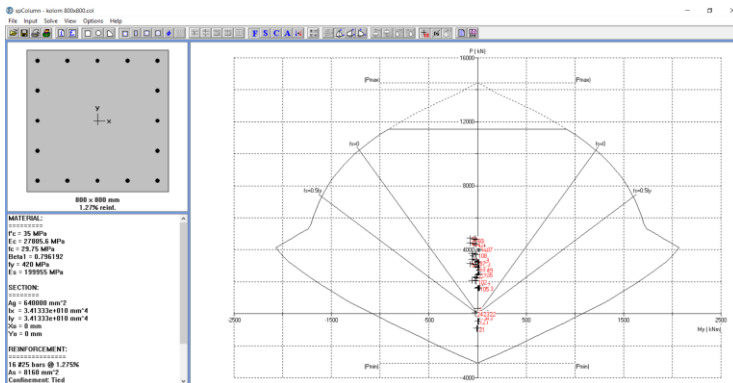 spColumn - kolom 800x800.col
File Input Solve View Options Help
F S C A
P ( kN)
16000
(Pmax) (Pmax)
12000
fs=0 fs=0
8000
fs=0.5fy fs=0.5fy
4000
-2500 -1500 -500 500 1500 2500
My ( kNm)
(Pmin) (Pmin)
4000
y
x
800 x 800 mm
1.27% reinf.
MATERIAL:
=========
f'c = 35 MPa
Ec = 27805.6 MPa
fc = 29.75 MPa
Beta1 = 0.796192
fy = 420 MPa
Es = 199955 MPa
SECTION:
========
Ag = 640000 mm^2
Ix = 3.41333e+010 mm^4
Iy = 3.41333e+010 mm^4
Xo = 0 mm
Yo = 0 mm
REINFORCEMENT:
==============
16 #25 bars @ 1.275%
As = 8160 mm^2
Confinement: Tied